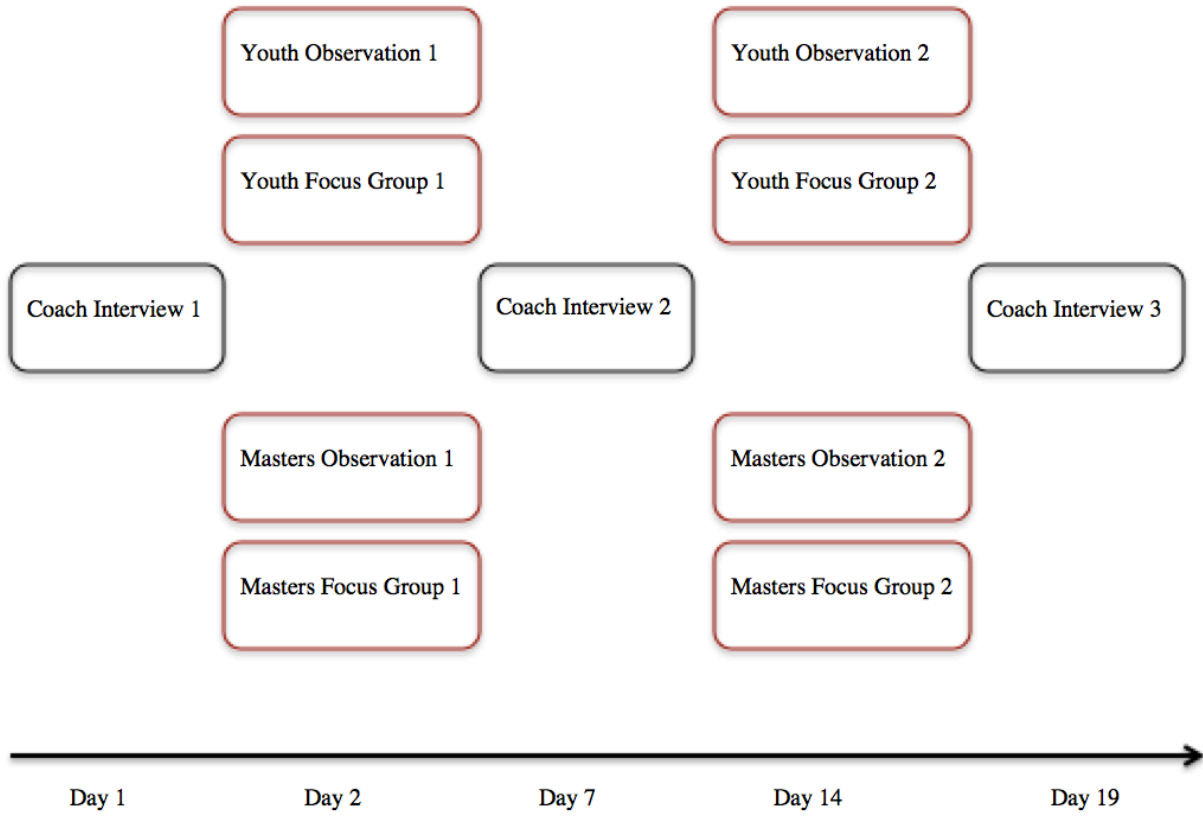 Youth Observation 1
Youth Observation 2
Youth Focus Group 1
Youth Focus Group 2
Coach Interview 1
Coach Interview 2
Coach Interview 3
Masters Observation 1
Masters Observation 2
Masters Focus Group 1
Masters Focus Group 2
Day 1
Day 2
Day 7
Day 14
Day 19